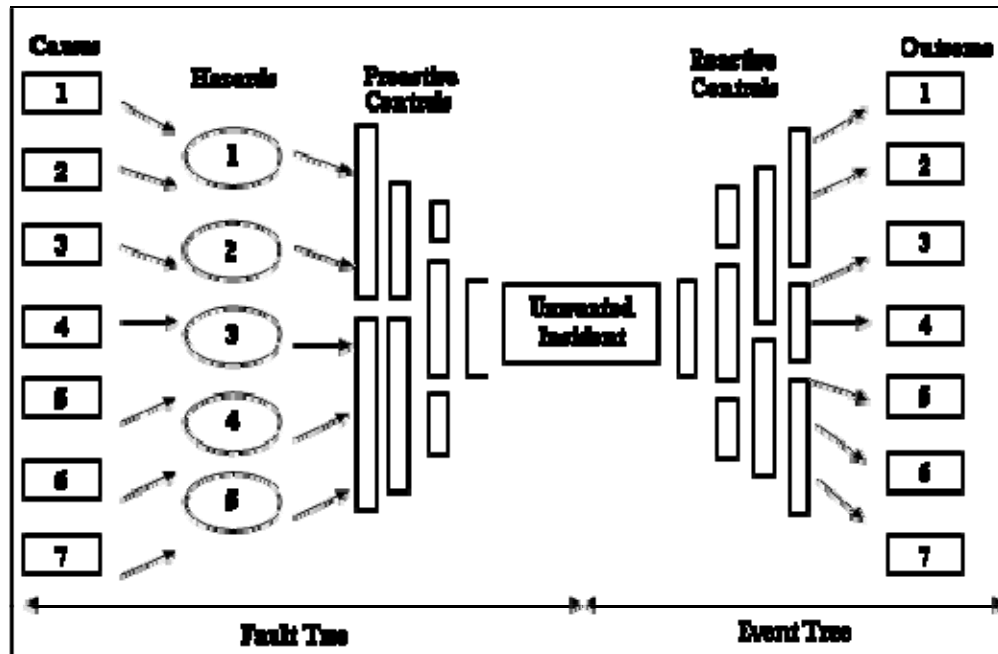 Causes
Hazards
Proactive
Controls
Reactive
Controls
Outcome
1
2
3
4
5
6
7
1
2
3
4
5
Unwanted
Incident
1
2
3
4
5
6
7
Fault Tree
Event Tree